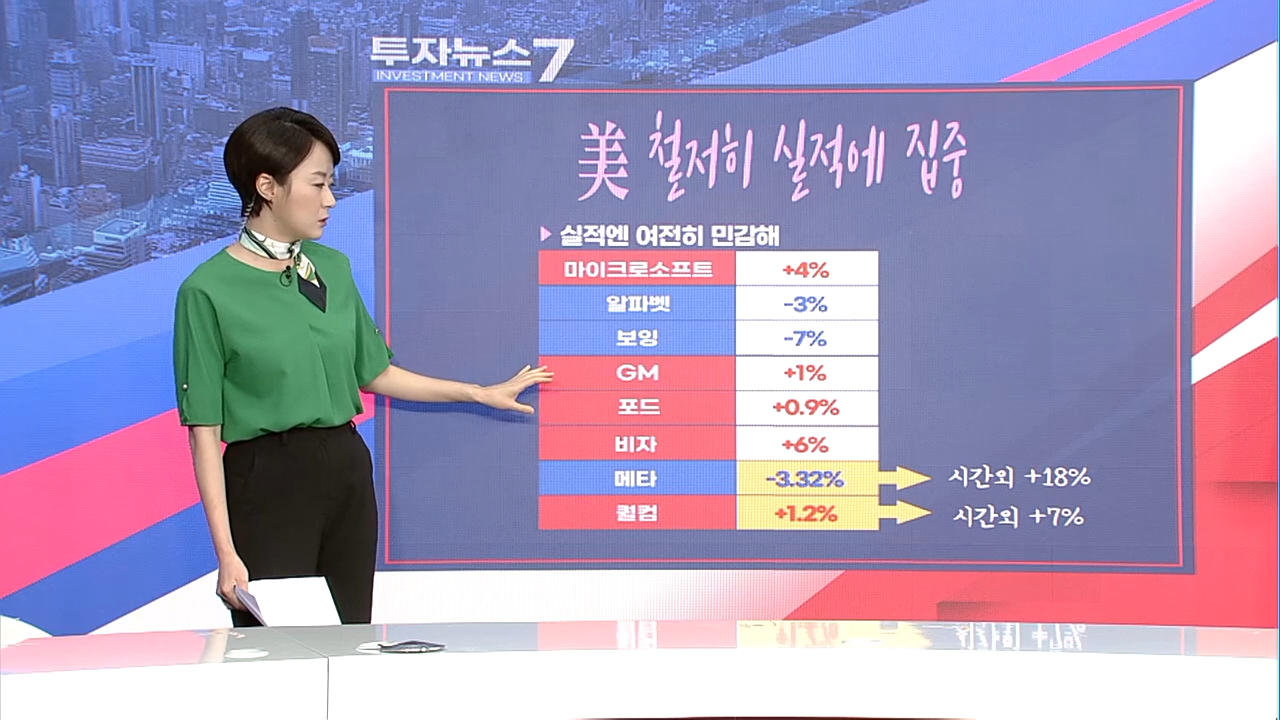 투자뉴스 7
INVESTMENT NEWS
美 철저히 실적에 집중
실적엔 여전히 민감해
마이크로소프트 +4%
알파벳 -3%
보잉 -7%
GM +1%
포드 +0.9%
비자 +6%
메타 -3.32% 시간외 +18%
퀄컴 +1.2% 시간외 +7%